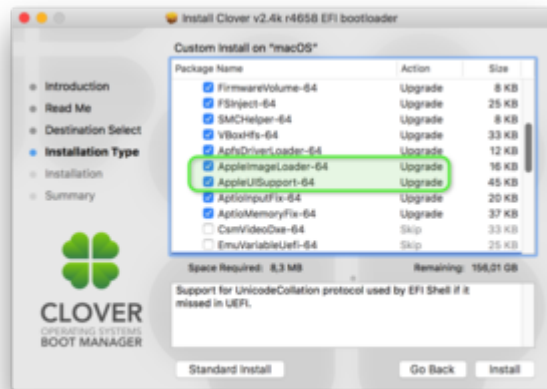 Install Clover v2.4k r4658 EFI bootloader
Custom Install on "macOS"
Package Name Action Size
FirmwareVolume-64 Upgrade 8 KB
FSInject-64 Upgrade 25 KB
SMCHelper-64 Upgrade 8 KB
VBoxHfs-64 Upgrade 33 KB
ApfsDriverLoader-64 Upgrade 12 KB
AppleImageLoader-64 Upgrade 16 KB
AppleUISupport-64 Upgrade 45 KB
AptioInputFix-64 Upgrade 20 KB
AptioMemoryFix-64 Upgrade 37 KB
CsmVideoDxe-64 Skip 33 KB
EmuVariableUefi-64 Skip 25 KB
Introduction
Read Me
Destination Select
Installation Type
Installation
Summary
Space Required: 8,3 MB Remaining: 156,01 GB
Support for UnicodeCollation protocol used by EFI Shell if it
missed in UEFI.
CLOVER
OPERATING SYSTEMS
BOOT MANAGER
Standard Install Go Back Install